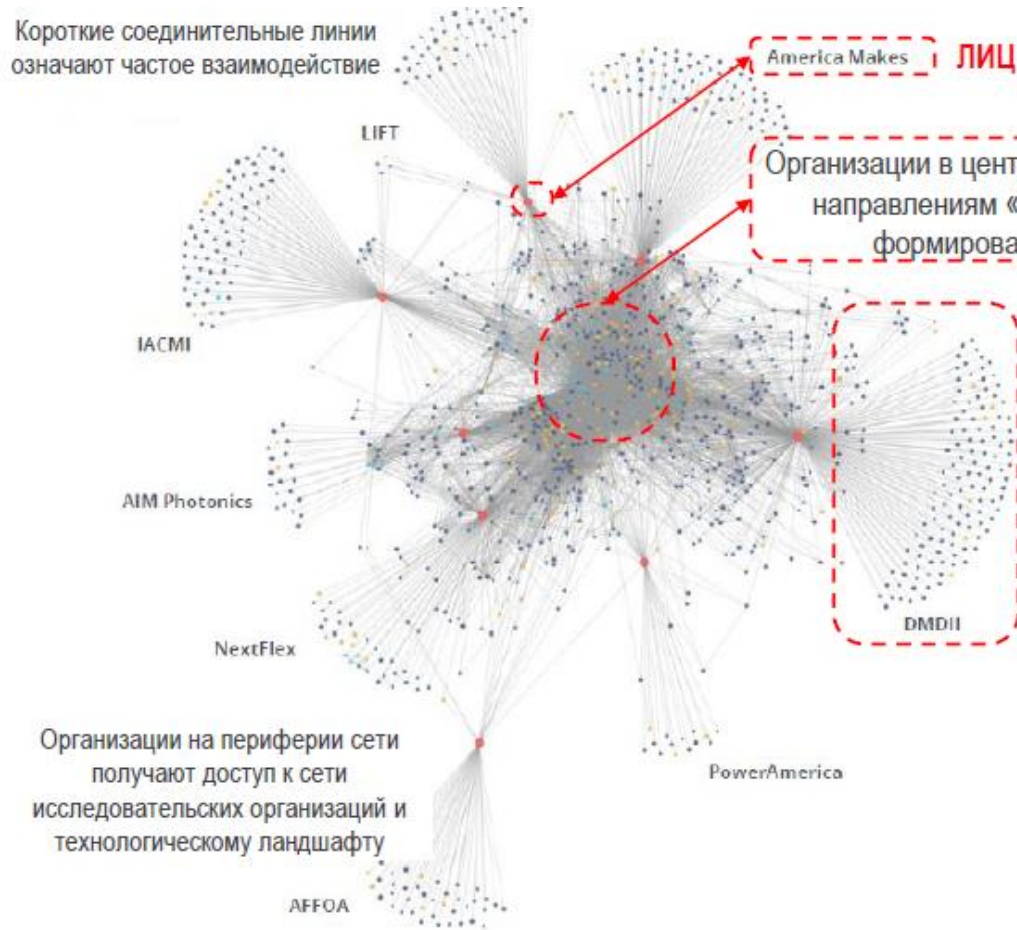 Короткие соединительные линии
означают частое взаимодействие
America Makes
ЛИЦ
LIFT
Организации в цент
направлениям «
формирова
IACMI
AIM Photonics
DMDII
NextFlex
Организации на периферии сети
получают доступ к сети
исследовательских организаций и
технологическому ландшафту
PowerAmerica
AFFOA